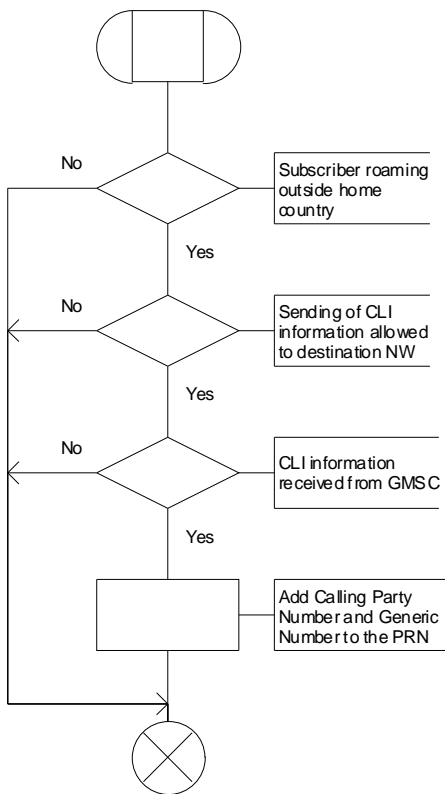 No
Subscriber roaming
outside home
country
Yes
No
Sending of CLI
information allowed
to destination NW
Yes
No
CLI information
received from GMSC
Yes
Add Calling Party
Number and Generic
Number to the PRN